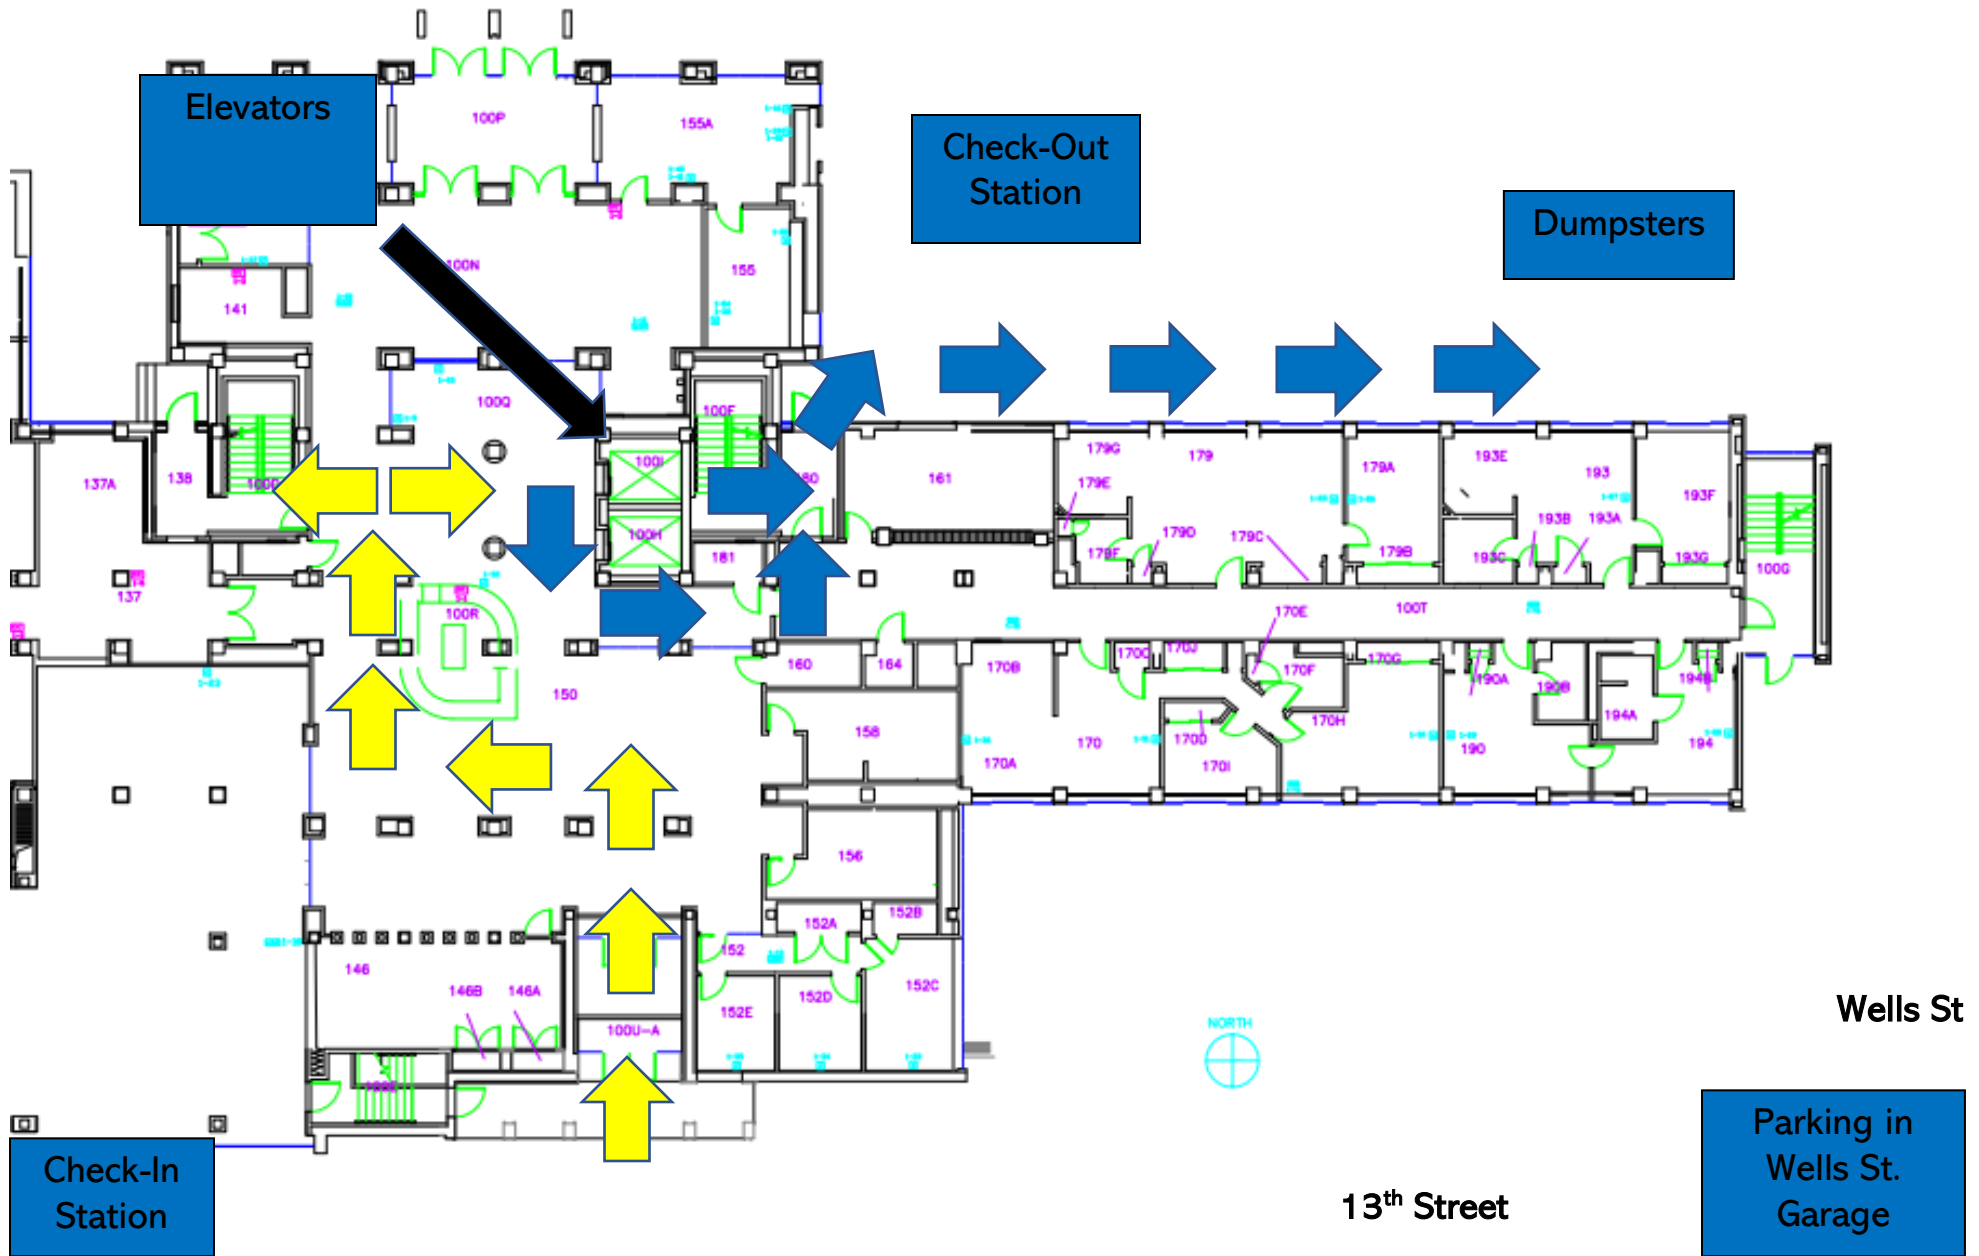 Elevators
100P
155A
Check-Out
Station
Dumpsters
100N
155
141
100Q
100F
137A
138
100I
161
179G
179
179A
193E
193
193F
179E
100H
181
179D
179C
179F
179B
193B
193A
193C
193G
100G
137
100R
170E
100T
160
164
170B
170C
170J
170F
170G
190A
190B
194B
150
158
170
170A
170D
170I
170H
190
194A
194
156
152B
152A
152
146
146B
146A
152E
152D
152C
100U-A
NORTH
Wells St
Check-In
Station
13th Street
Parking in
Wells St.
Garage